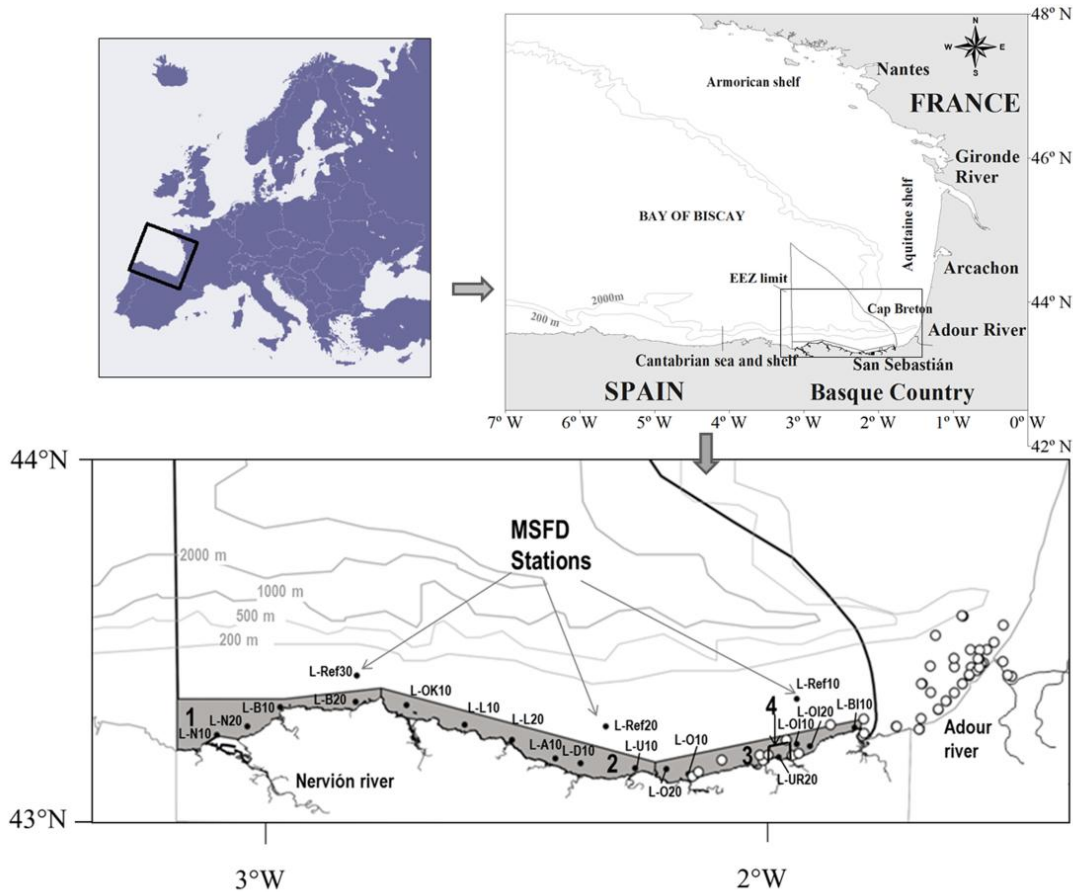 48° N
N
W E
S
Nantes
Armorican shelf
FRANCE
46° N
Gironde
River
Aquitaine shelf
BAY OF BISCAY
Arcachon
EEZ limit
44° N
2000m
Cap Breton
200 m
Adour River
Cantabrian sea and shelf
San Sebastián
SPAIN
Basque Country
7° W 6° W 5° W 4° W 3° W 2° W 1° W 0° W
42° N
44°N
MSFD
Stations
2000 m
1000 m
500 m
200 m
L-Ref30
L-Ref10
L-B20
L-OK10
4
L-BI10
1
L-B10
L-N20
L-L10
L-Ref20
L-OI20
L-OI10
L-N10
L-L20
L-O10
Adour
river
L-A10
L-U10
L-D10
2
3
L-O20
L-UR20
Nervión river
43°N
3°W
2°W